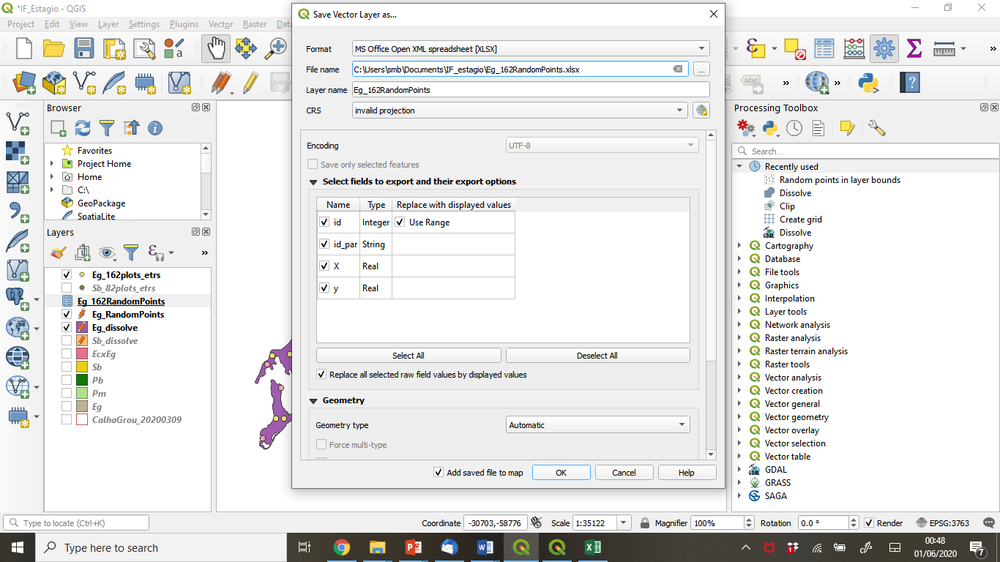 *IF_Estagio - QGIS
Project Edit View Layer Settings Plugins Vector Raster
Save Vector Layer as...
Format MS Office Open XML spreadsheet [XLSX]
File name C:\Users\smb\Documents\IF_estagio\Eg_162RandomPoints.xlsx ...
Layer name Eg_162RandomPoints
CRS invalid projection
Encoding UTF-8
Save only selected features
Select fields to export and their export options
Name Type Replace with displayed values
id Integer Use Range
id_par String
X Real
y Real
Select All Deselect All
Replace all selected raw field values by displayed values
Geometry
Geometry type Automatic
Force multi-type
Add saved file to map OK Cancel Help
Browser
Favorites
Project Home
Home
C:\
GeoPackage
SpatiaLite
Layers
Eg_162plots_etrs
Sb_82plots_etrs
Eg_162RandomPoints
Eg_RandomPoints
Eg_dissolve
Sb_dissolve
EcxEg
Sb
Pb
Pm
Eg
CalhaGrou_20200309
abc
Processing Toolbox
Search...
Recently used
Random points in layer bounds
Dissolve
Clip
Create grid
GDAL
Dissolve
Cartography
Database
File tools
Graphics
Interpolation
Layer tools
Network analysis
Raster analysis
Raster terrain analysis
Raster tools
Vector analysis
Vector creation
Vector general
Vector geometry
Vector overlay
Vector selection
Vector table
GDAL GDAL
GRASS
SAGA
Type to locate (Ctrl+K) Coordinate -30703,-58776 Scale 1:35122 Magnifier 100% Rotation 0.0 ° Render EPSG:3763
Type here to search
00:48
01/06/2020
7